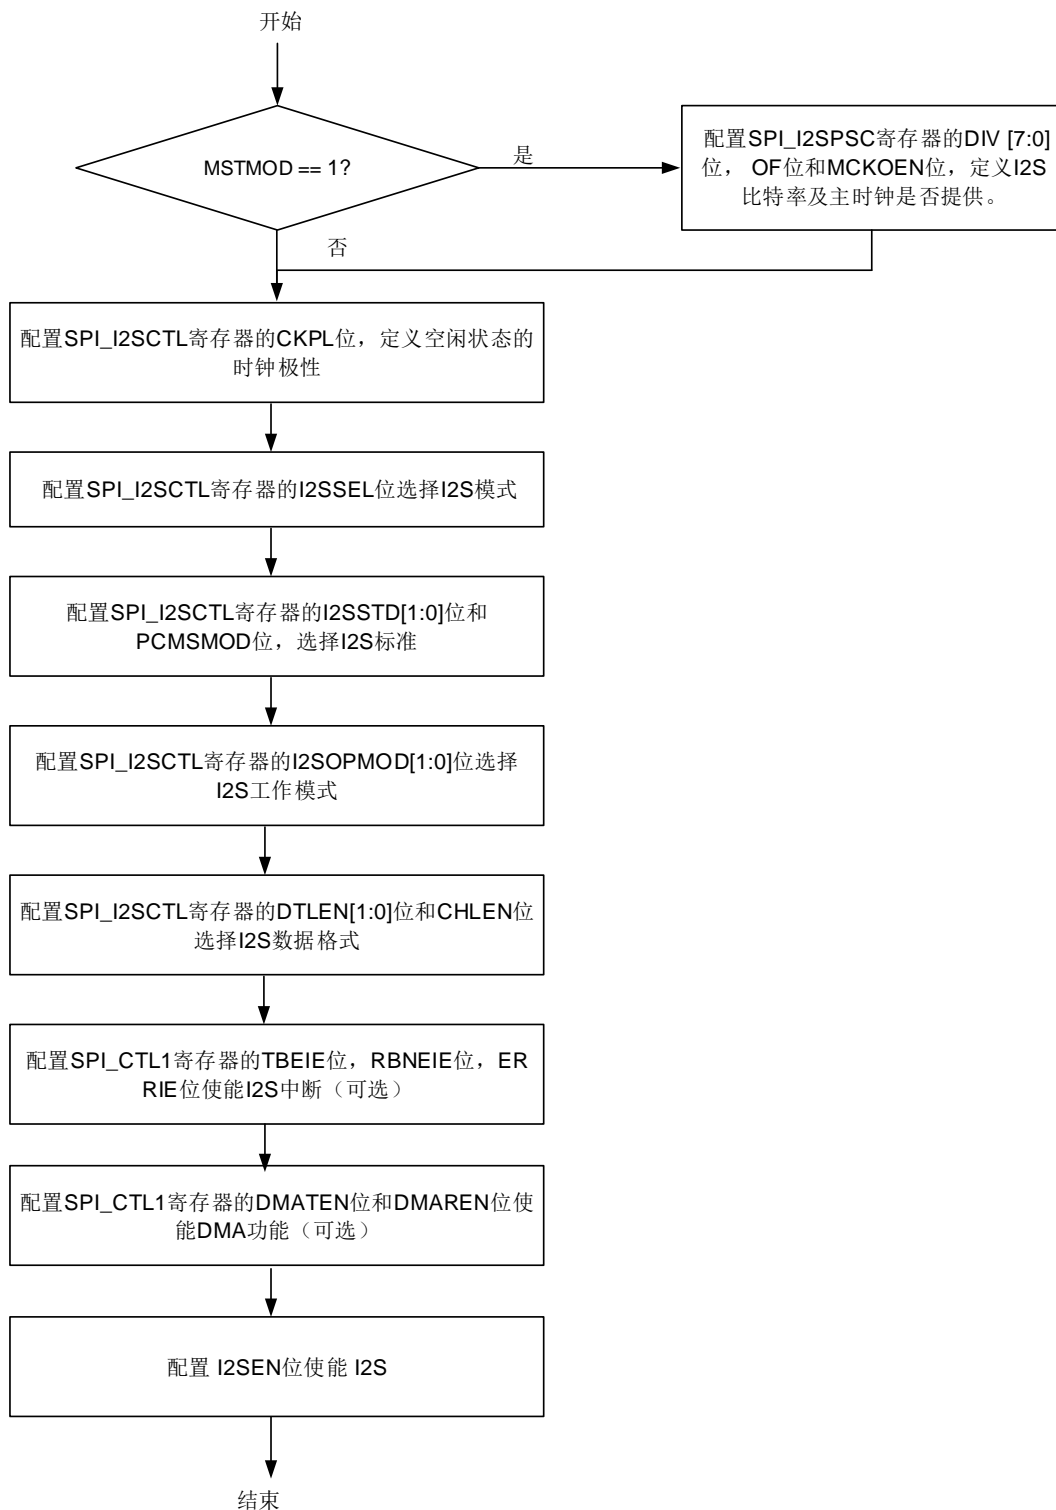 开始
MSTMOD == 1?
是
配置SPI_I2SPSC寄存器的DIV [7:0]
位， OF位和MCKOEN位，定义I2S
比特率及主时钟是否提供。
否
配置SPI_I2SCTL寄存器的CKPL位，定义空闲状态的
时钟极性
配置SPI_I2SCTL寄存器的I2SSEL位选择I2S模式
配置SPI_I2SCTL寄存器的I2SSTD[1:0]位和
PCMSMOD位，选择I2S标准
配置SPI_I2SCTL寄存器的I2SOPMOD[1:0]位选择
I2S工作模式
配置SPI_I2SCTL寄存器的DTLEN[1:0]位和CHLEN位
选择I2S数据格式
配置SPI_CTL1寄存器的TBEIE位，RBNEIE位，ER
RIE位使能I2S中断（可选）
配置SPI_CTL1寄存器的DMATEN位和DMAREN位使
能DMA功能（可选）
配置 I2SEN位使能 I2S
结束